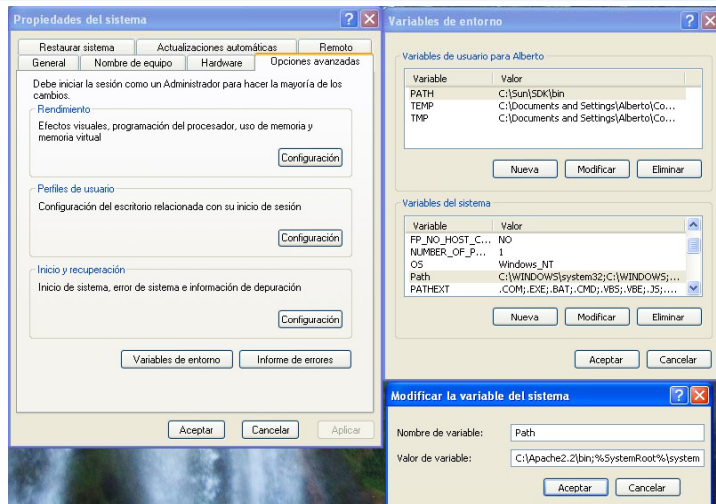 Propiedades del sistema
Restaurar sistema Actualizaciones automáticas Remoto
General Nombre de equipo Hardware Opciones avanzadas
Debe iniciar la sesión como un Administrador para hacer la mayoría de los
cambios.
Rendimiento
Efectos visuales, programación del procesador, uso de memoria y
memoria virtual
Configuración
Perfiles de usuario
Configuración del escritorio relacionada con su inicio de sesión
Configuración
Inicio y recuperación
Inicio de sistema, error de sistema e información de depuración
Configuración
Variables de entorno Informe de errores
Aceptar Cancelar Aplicar
Variables de entorno
Variables de usuario para Alberto
Variable Valor
PATH C:\Sun\SDK\bin
TEMP C:\Documents and Settings\Alberto\Co...
TMP C:\Documents and Settings\Alberto\Co...
Nueva Modificar Eliminar
Variables del sistema
Variable Valor
FP_NO_HOST_C... NO
NUMBER_OF_P... 1
OS Windows_NT
Path C:\WINDOWS\system32;C:\WINDOWS;...
PATHEXT .COM;.EXE;.BAT;.CMD;.VBS;.VBE;.JS;....
Nueva Modificar Eliminar
Aceptar Cancelar
Modificar la variable del sistema
Nombre de variable: Path
Valor de variable: C:\Apache2.2\bin;%SystemRoot%\system
Aceptar Cancelar